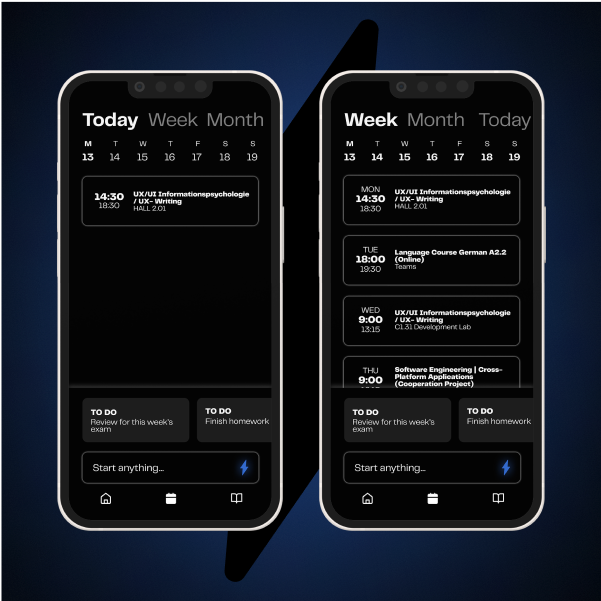 Today Week Month
M T W T F S S
13 14 15 16 17 18 19
14:30
18:30
UX/UI Informationspsychologie
/ UX- Writing
HALL 2.01
TO DO
Review for this week's
exam
TO DO
Finish homework
Start anything...
Week Month Today
M T W T F S S
13 14 15 16 17 18 19
MON
14:30
18:30
UX/UI Informationspsychologie
/ UX- Writing
HALL 2.01
TUE
18:00
19:30
Language Course German A2.2
(Online)
Teams
WED
9:00
13:15
UX/UI Informationspsychologie
/ UX- Writing
C1.31 Development Lab
THU
9:00
Software Engineering | Cross-
Platform Applications
(Cooperation Project)
TO DO
Review for this week's
exam
TO DO
Finish homework
Start anything...